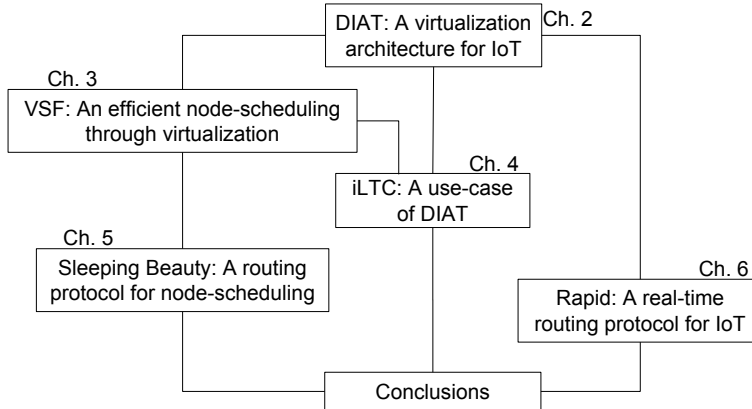 Ch. 2
DIAT: A virtualization
architecture for IoT
Ch. 3
VSF: An efficient node-scheduling
through virtualization
Ch. 4
iLTC: A use-case
of DIAT
Ch. 5
Sleeping Beauty: A routing
protocol for node-scheduling
Ch. 6
Rapid: A real-time
routing protocol for IoT
Conclusions